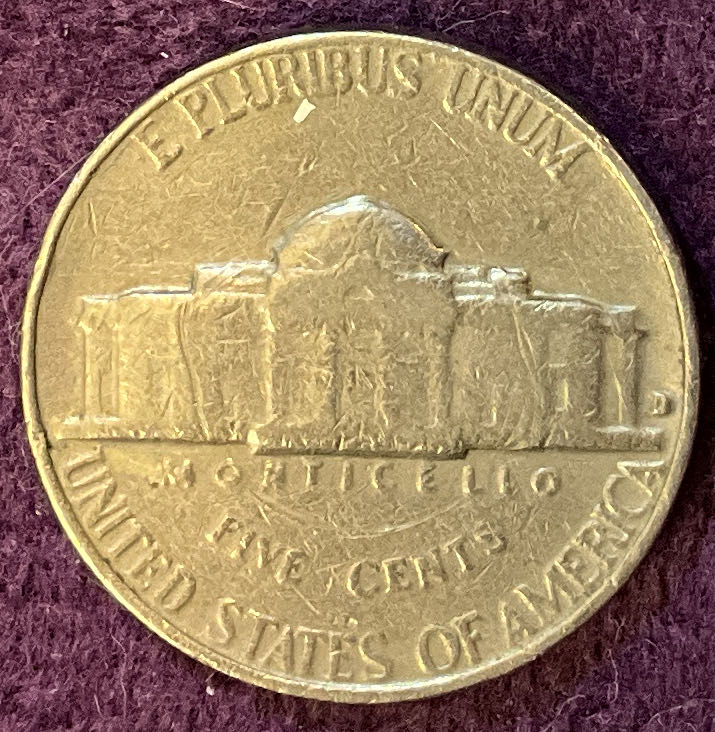 E PLURIBUS UNUM
D
MONTICELLO
FIVE CENTS
UNITED STATES OF AMERICA